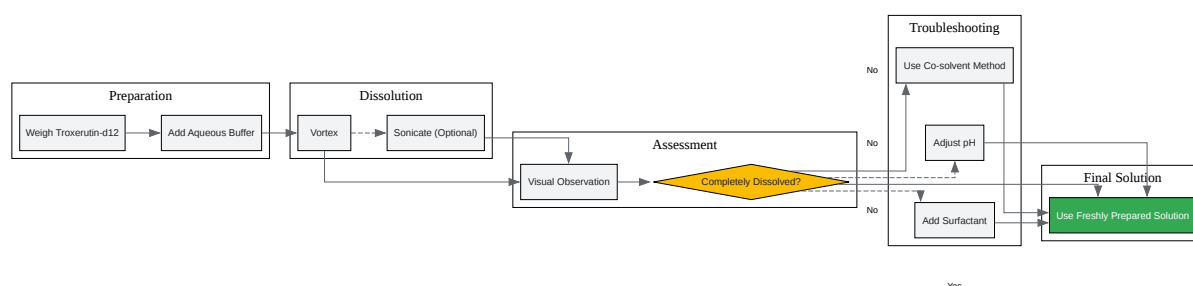 Preparation
Weigh Troxerutin-d12
Add Aqueous Buffer
Dissolution
Vortex
Sonicate (Optional)
Assessment
Visual Observation
Completely Dissolved?
No
No
No
Troubleshooting
Use Co-solvent Method
Adjust pH
Add Surfactant
Final Solution
Use Freshly Prepared Solution
Yes